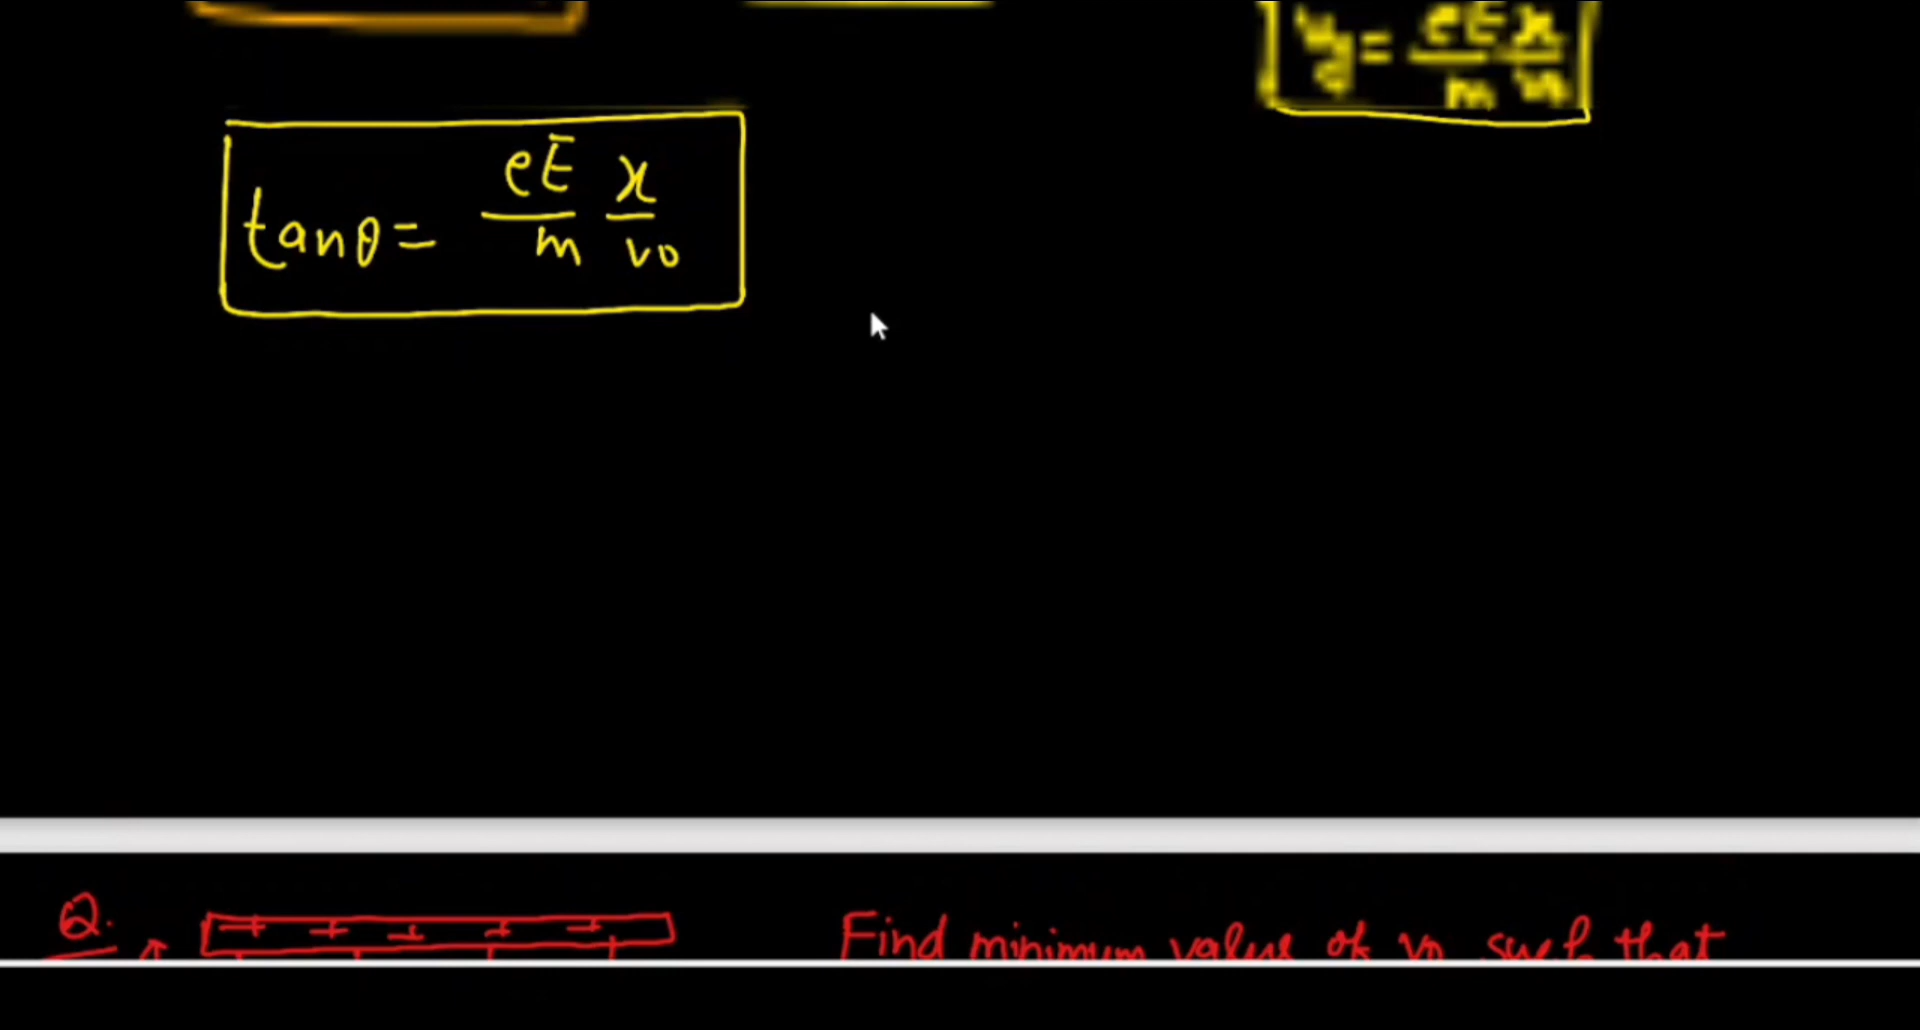 vy = eE/m x/v0
tanθ = eE/m x/v0
Q. + + + + + Find minimum value of v0 such that